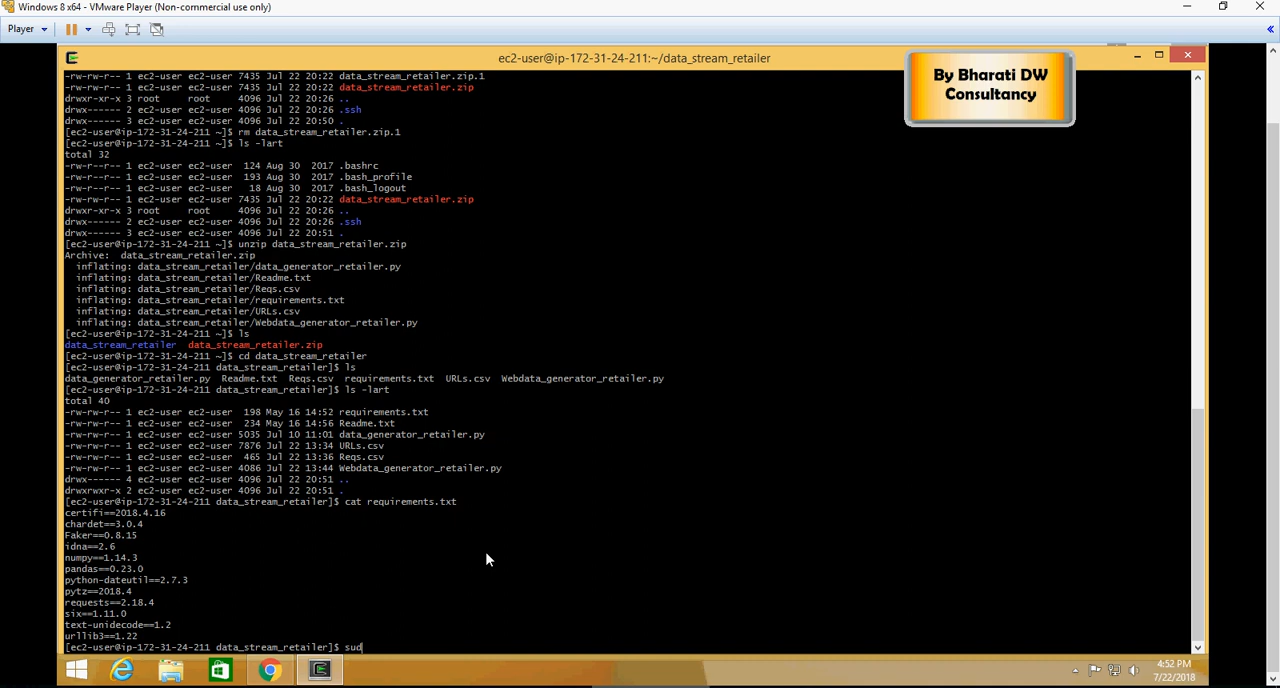 Windows 8 x64 - VMware Player (Non-commercial use only)
Player
ec2-user@ip-172-31-24-211:~/data_stream_retailer
By Bharati DW
Consultancy
-rw-rw-r-- 1 ec2-user ec2-user 7435 Jul 22 20:22 data_stream_retailer.zip.1
-rw-rw-r-- 1 ec2-user ec2-user 7435 Jul 22 20:22 data_stream_retailer.zip
drwxr-xr-x 3 root     root     4096 Jul 22 20:26 ..
drwx------ 2 ec2-user ec2-user 4096 Jul 22 20:26 .ssh
drwx------ 3 ec2-user ec2-user 4096 Jul 22 20:50 .
[ec2-user@ip-172-31-24-211 ~]$ rm data_stream_retailer.zip.1
[ec2-user@ip-172-31-24-211 ~]$ ls -lart
total 32
-rw-r--r-- 1 ec2-user ec2-user  124 Aug 30  2017 .bashrc
-rw-r--r-- 1 ec2-user ec2-user  193 Aug 30  2017 .bash_profile
-rw-r--r-- 1 ec2-user ec2-user   18 Aug 30  2017 .bash_logout
-rw-rw-r-- 1 ec2-user ec2-user 7435 Jul 22 20:22 data_stream_retailer.zip
drwxr-xr-x 3 root     root     4096 Jul 22 20:26 ..
drwx------ 2 ec2-user ec2-user 4096 Jul 22 20:26 .ssh
drwx------ 3 ec2-user ec2-user 4096 Jul 22 20:51 .
[ec2-user@ip-172-31-24-211 ~]$ unzip data_stream_retailer.zip
Archive:  data_stream_retailer.zip
  inflating: data_stream_retailer/data_generator_retailer.py
  inflating: data_stream_retailer/Readme.txt
  inflating: data_stream_retailer/Reqs.csv
  inflating: data_stream_retailer/requirements.txt
  inflating: data_stream_retailer/URLs.csv
  inflating: data_stream_retailer/Webdata_generator_retailer.py
[ec2-user@ip-172-31-24-211 ~]$ ls
data_stream_retailer  data_stream_retailer.zip
[ec2-user@ip-172-31-24-211 ~]$ cd data_stream_retailer
[ec2-user@ip-172-31-24-211 data_stream_retailer]$ ls
data_generator_retailer.py  Readme.txt  Reqs.csv  requirements.txt  URLs.csv  Webdata_generator_retailer.py
[ec2-user@ip-172-31-24-211 data_stream_retailer]$ ls -lart
total 40
-rw-rw-r-- 1 ec2-user ec2-user  198 May 16 14:52 requirements.txt
-rw-rw-r-- 1 ec2-user ec2-user  234 May 16 14:56 Readme.txt
-rw-rw-r-- 1 ec2-user ec2-user 5035 Jul 10 11:01 data_generator_retailer.py
-rw-rw-r-- 1 ec2-user ec2-user 7876 Jul 22 13:34 URLs.csv
-rw-rw-r-- 1 ec2-user ec2-user  465 Jul 22 13:36 Reqs.csv
-rw-rw-r-- 1 ec2-user ec2-user 4086 Jul 22 13:44 Webdata_generator_retailer.py
drwx------ 4 ec2-user ec2-user 4096 Jul 22 20:51 ..
drwxrwxr-x 2 ec2-user ec2-user 4096 Jul 22 20:51 .
[ec2-user@ip-172-31-24-211 data_stream_retailer]$ cat requirements.txt
certifi==2018.4.16
chardet==3.0.4
Faker==0.8.15
idna==2.6
numpy==1.14.3
pandas==0.23.0
python-dateutil==2.7.3
pytz==2018.4
requests==2.18.4
six==1.11.0
text-unidecode==1.2
urllib3==1.22
[ec2-user@ip-172-31-24-211 data_stream_retailer]$ sud
4:52 PM
7/22/2018